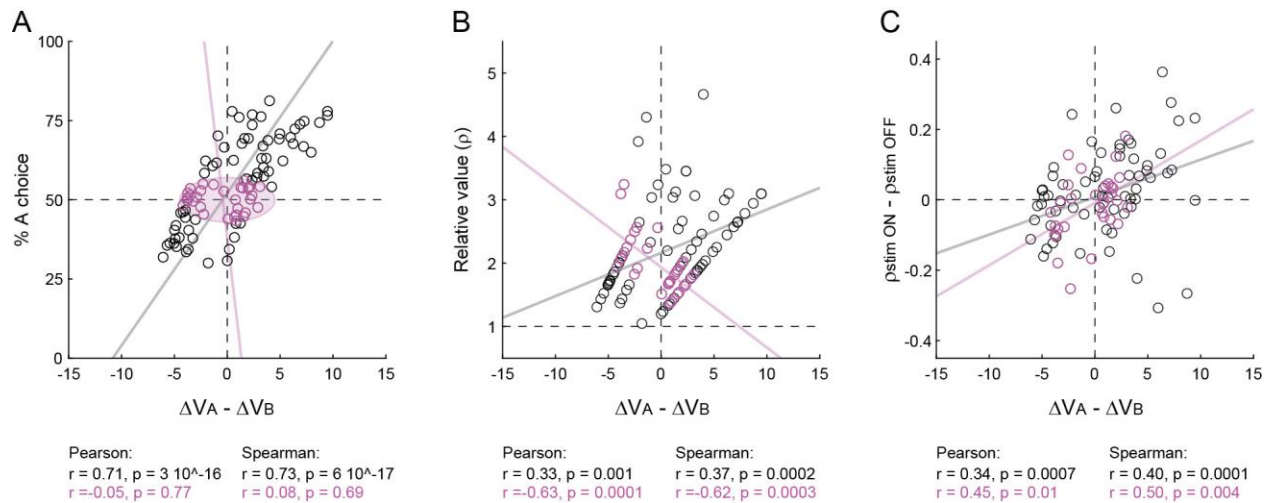 A
B
C
100
75
50
25
0
% A choice
-15 -10 -5 0 5 10 15
ΔVA - ΔVB
5
4
3
2
1
Relative value (ρ)
-15 -10 -5 0 5 10 15
ΔVA - ΔVB
0.4
0.2
0
-0.2
-0.4
ρstim ON - ρstim OFF
-15 -10 -5 0 5 10 15
ΔVA - ΔVB
Pearson: Spearman:
r = 0.71, p = 3 10^-16 r = 0.73, p = 6 10^-17
r =-0.05, p = 0.77 r = 0.08, p = 0.69
Pearson: Spearman:
r = 0.33, p = 0.001 r = 0.37, p = 0.0002
r =-0.63, p = 0.0001 r =-0.62, p = 0.0003
Pearson: Spearman:
r = 0.34, p = 0.0007 r = 0.40, p = 0.0001
r = 0.45, p = 0.01 r = 0.50, p = 0.004